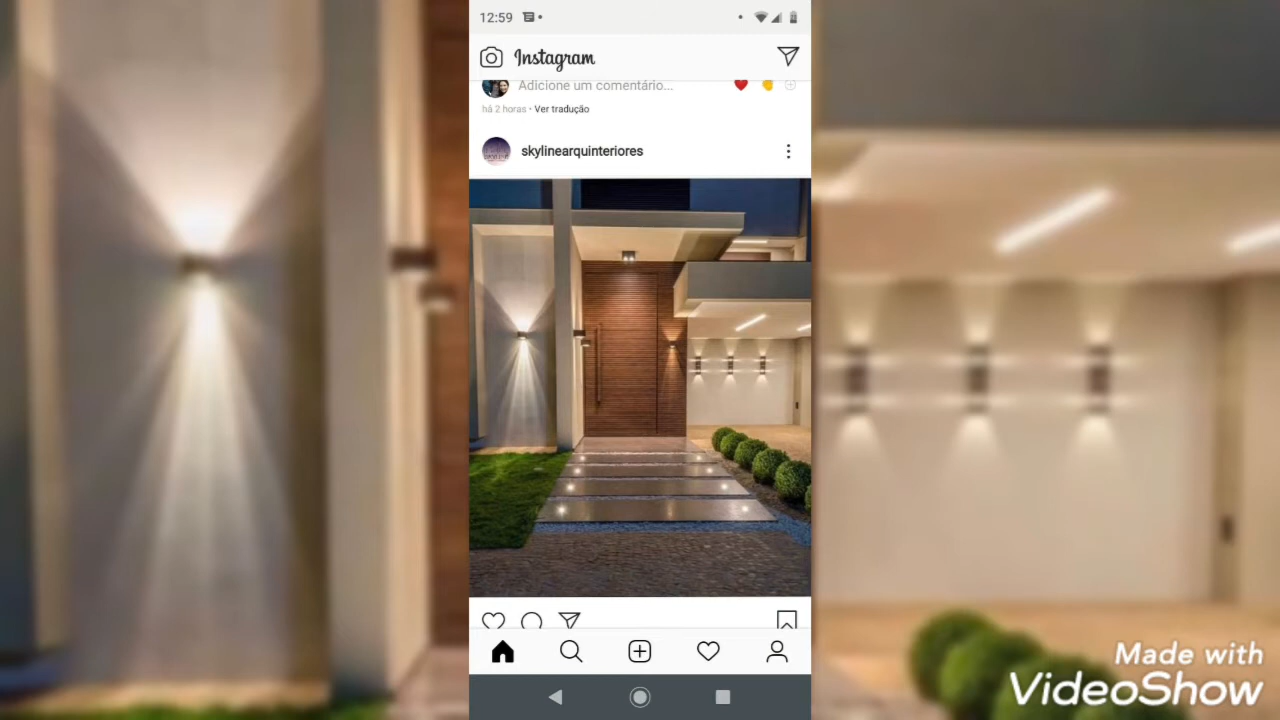 12:59
Instagram
Adicione um comentário...
há 2 horas • Ver tradução
skylinearquinteriores
Made with
VideoShow